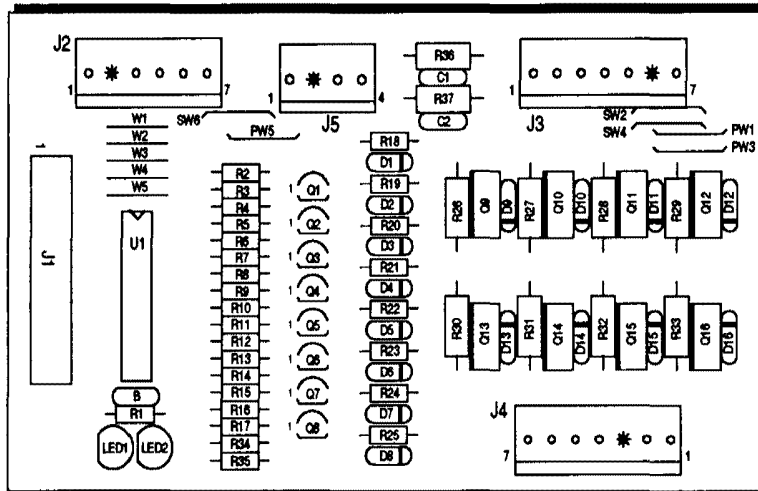 J2
1
7
SW6
PW5
1
4
J5
R36
C1
R37
C2
1
7
J3
SW2
SW4
PW1
PW3
W1
W2
W3
W4
W5
1
J1
U1
B
R1
LED1
LED2
R2
R3
R4
R5
R6
R7
R8
R9
R10
R11
R12
R13
R14
R15
R16
R17
R34
R35
1 Q1
1 Q2
1 Q3
1 Q4
1 Q5
1 Q6
1 Q7
1 Q8
R18
D1
R19
D2
R20
D3
R21
D4
R22
D5
R23
D6
R24
D7
R25
D8
R26 Q9 D9 R27 Q10 D10 R28 Q11 D11 R29 Q12 D12
R30 Q13 D13 R31 Q14 D14 R32 Q15 D15 R33 Q16 D16
J4
7
1